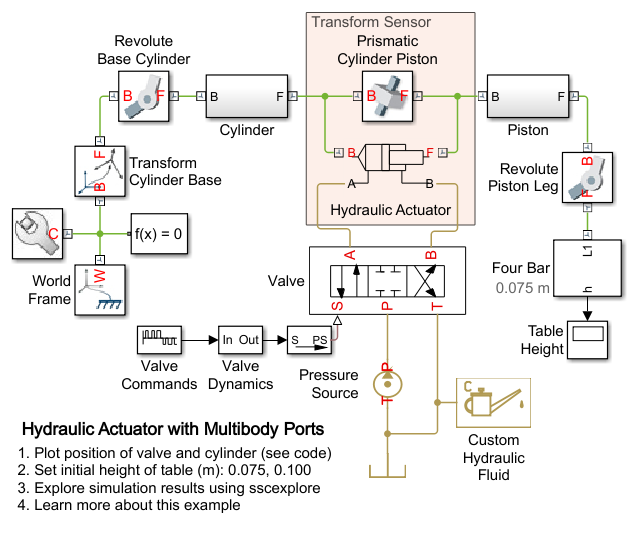 Transform Sensor
Revolute
Base Cylinder
Prismatic
Cylinder Piston
B
F
B
F
Cylinder
B
F
B
F
Piston
B
F
Hydraulic Actuator
A
B
F
B
Transform
Cylinder Base
Revolute
Piston Leg
B
F
C
f(x) = 0
W
World
Frame
Valve
A
B
S
P
T
Four Bar
0.075 m
L1
h
Table
Height
Valve
Commands
In Out
Valve
Dynamics
S PS
Pressure
Source
P
T
C
Custom
Hydraulic
Fluid
Hydraulic Actuator with Multibody Ports
1. Plot position of valve and cylinder (see code)
2. Set initial height of table (m): 0.075, 0.100
3. Explore simulation results using sscexplore
4. Learn more about this example